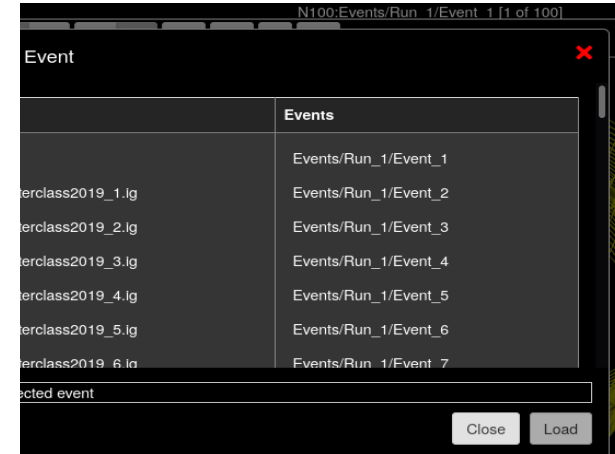 N100:Events/Run_1/Event_1 [1 of 100]
Event
Events
Events/Run_1/Event_1
terclass2019_1.ig Events/Run_1/Event_2
terclass2019_2.ig Events/Run_1/Event_3
terclass2019_3.ig Events/Run_1/Event_4
terclass2019_4.ig Events/Run_1/Event_5
terclass2019_5.ig Events/Run_1/Event_6
terclass2019_6.ig Events/Run_1/Event_7
ected event
Close Load